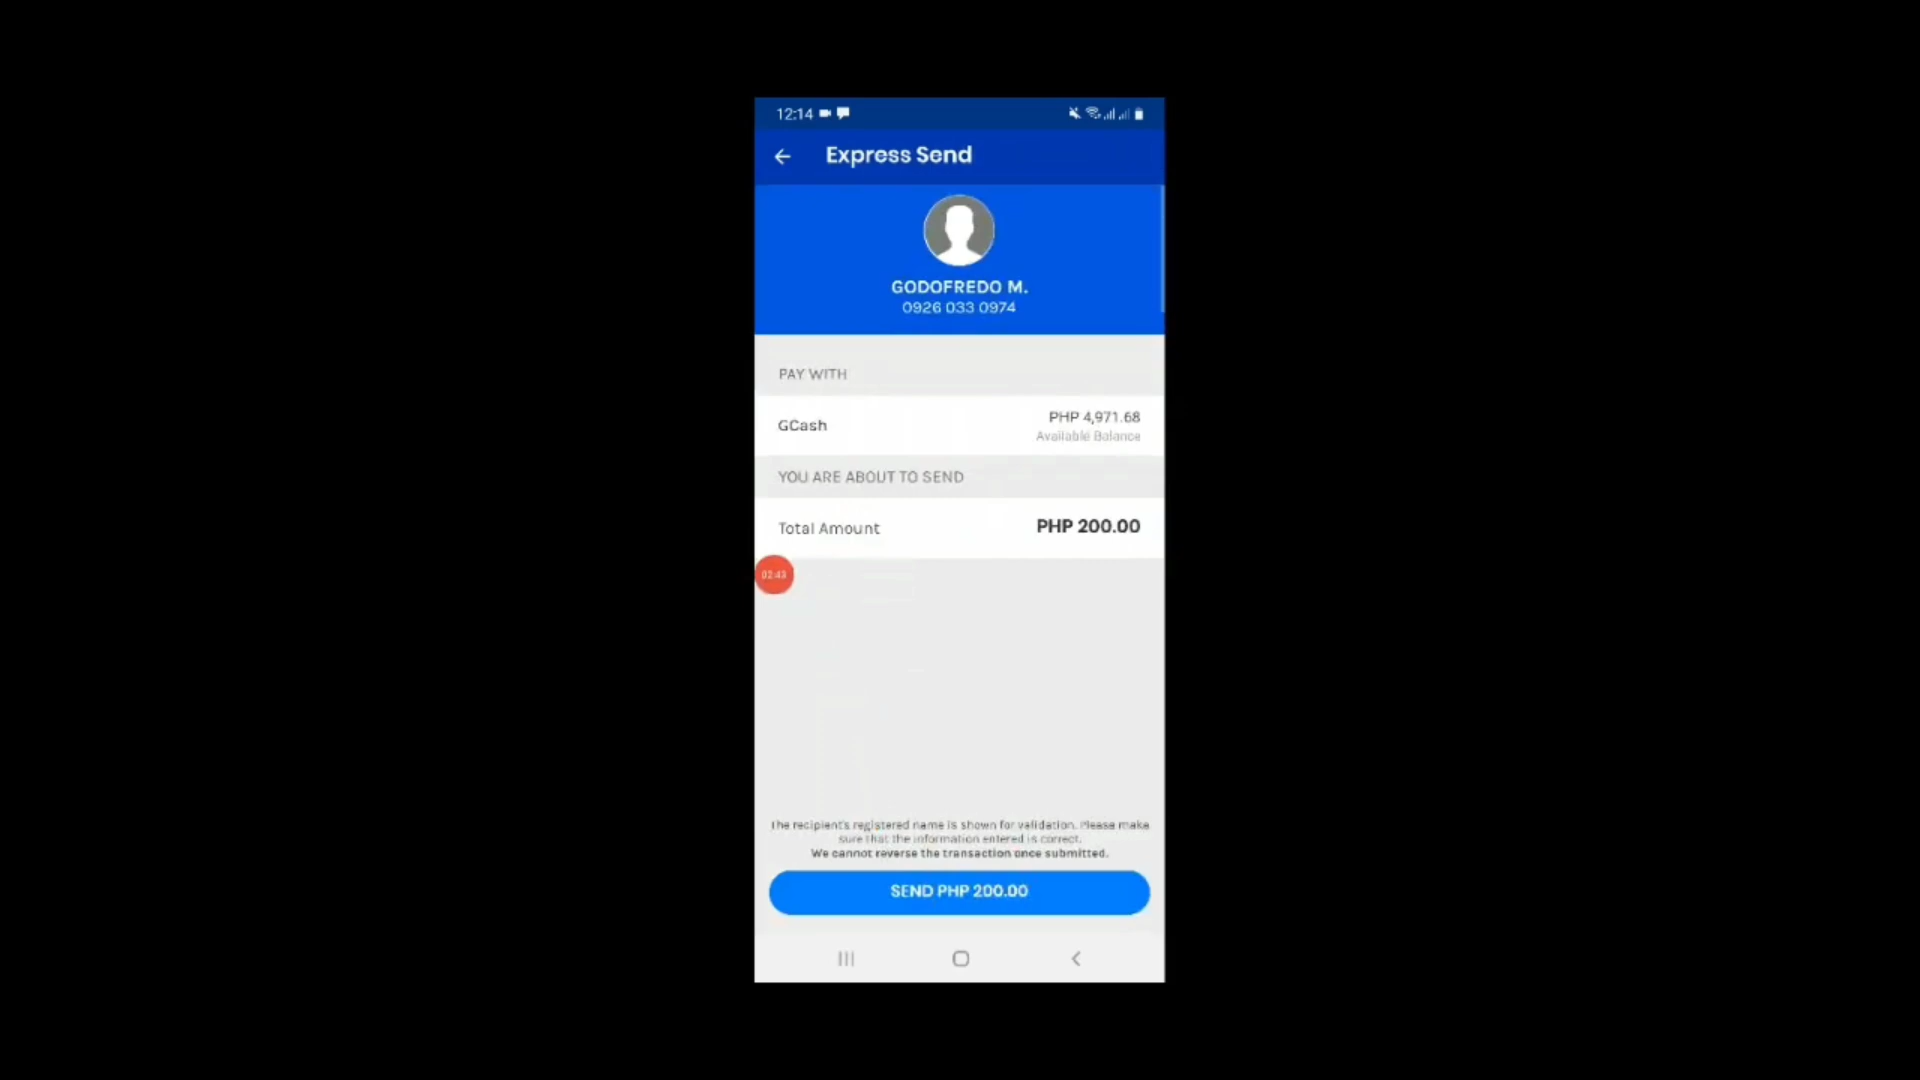 12:14
Express Send
GODOFREDO M.
0926 033 0974
PAY WITH
GCash
PHP 4,971.68
Available Balance
YOU ARE ABOUT TO SEND
Total Amount
PHP 200.00
02:43
The recipient's registered name is shown for validation. Please make
sure that the information entered is correct.
We cannot reverse the transaction once submitted.
SEND PHP 200.00